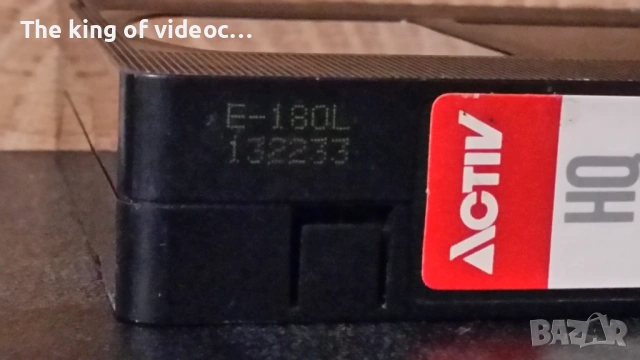 The king of videoc...
E-180L
132233
ACTIV
HQ
BAZAR